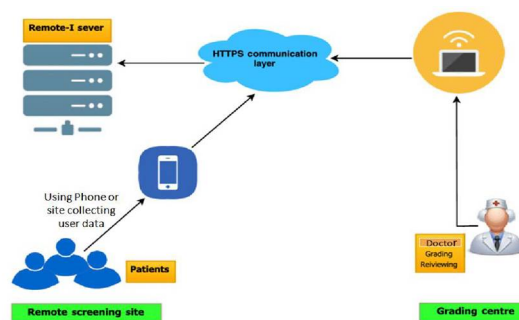 Remote-I sever
HTTPS communication
layer
Using Phone or
site collecting
user data
Patients
Remote screening site
Doctor
Grading
Reiviewing
Grading centre